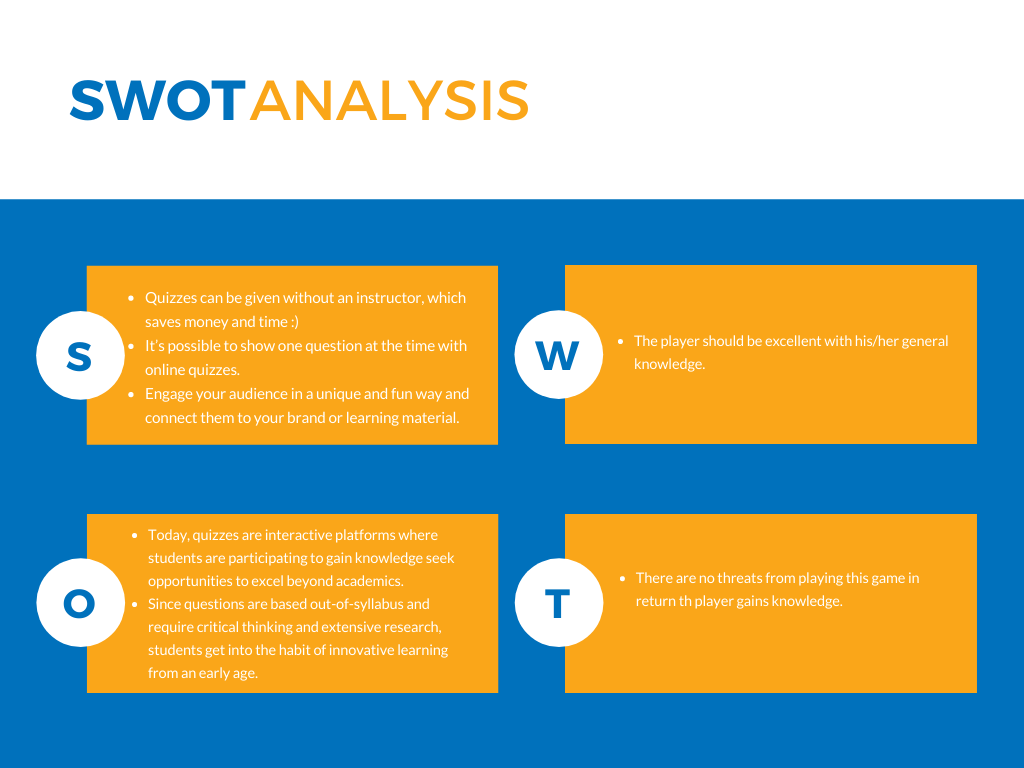 SWOT ANALYSIS
S
• Quizzes can be given without an instructor, which
saves money and time :)
• It's possible to show one question at the time with
online quizzes.
• Engage your audience in a unique and fun way and
connect them to your brand or learning material.
W
• The player should be excellent with his/her general
knowledge.
O
• Today, quizzes are interactive platforms where
students are participating to gain knowledge seek
opportunities to excel beyond academics.
• Since questions are based out-of-syllabus and
require critical thinking and extensive research,
students get into the habit of innovative learning
from an early age.
T
• There are no threats from playing this game in
return th player gains knowledge.